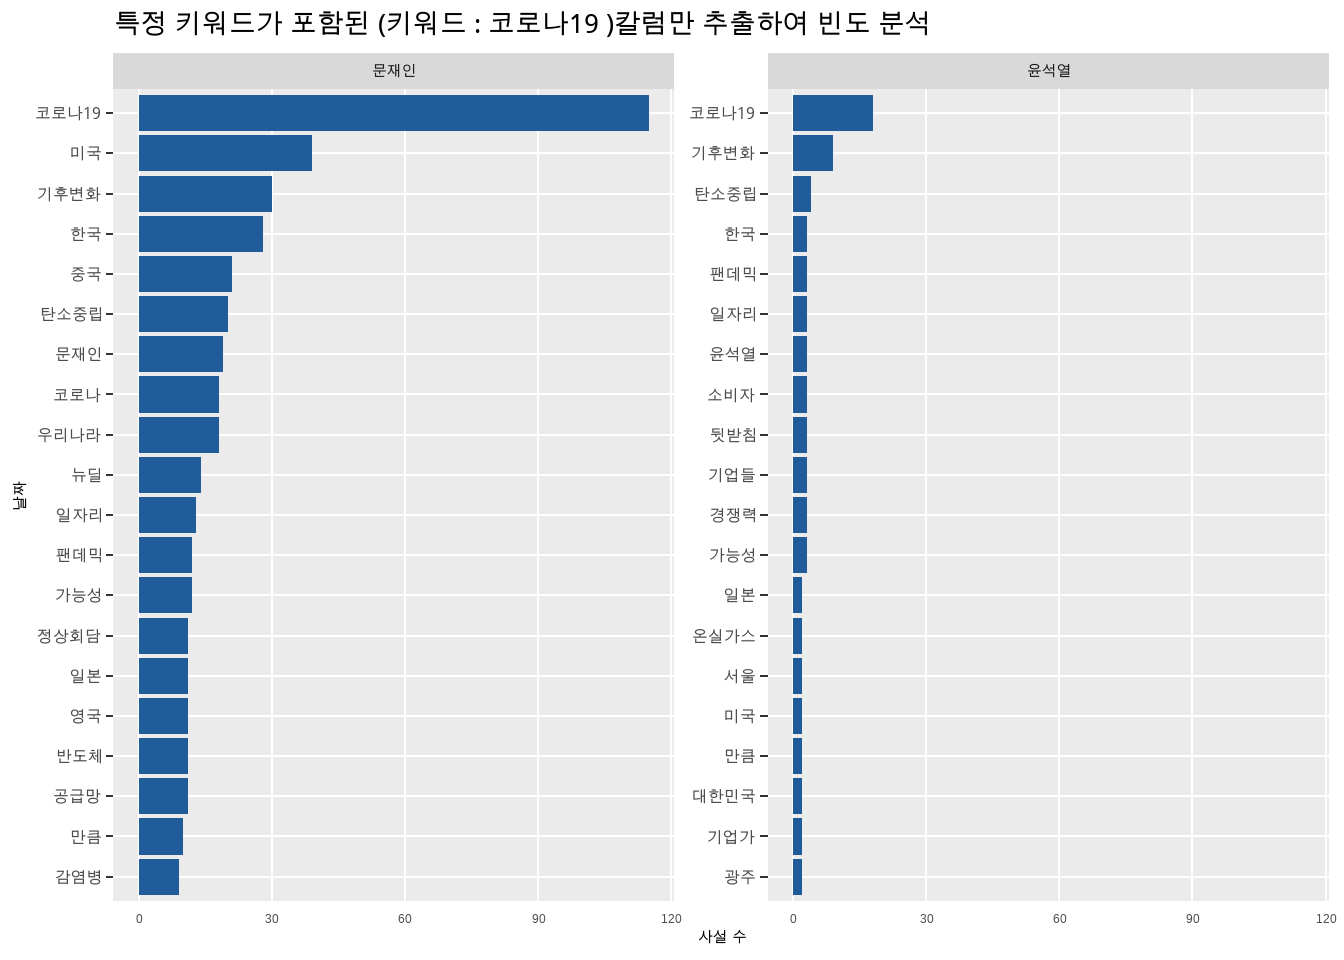 특정 키워드가 포함된 (키워드 : 코로나19 )칼럼만 추출하여 빈도 분석
문재인
코로나19
미국
기후변화
한국
중국
탄소중립
문재인
코로나
우리나라
뉴딜
일자리
팬데믹
가능성
정상회담
일본
영국
반도체
공급망
만큼
감염병
0 30 60 90 120
윤석열
코로나19
기후변화
탄소중립
한국
팬데믹
일자리
윤석열
소비자
뒷받침
기업들
경쟁력
가능성
일본
온실가스
서울
미국
만큼
대한민국
기업가
광주
0 30 60 90 120
날짜
사설 수